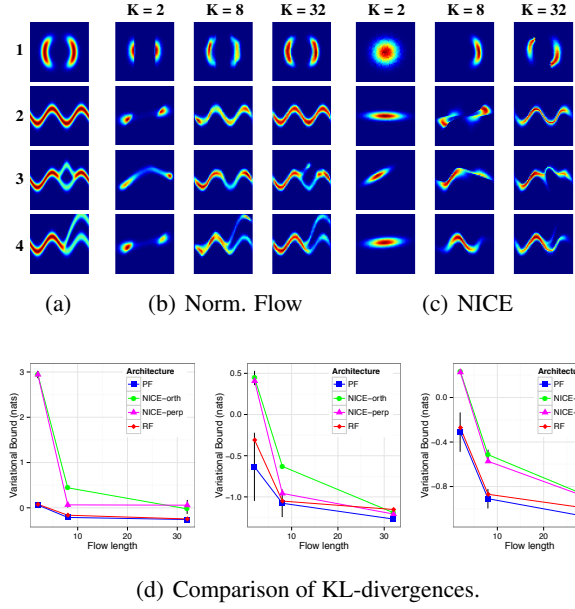 K = 2 K = 8 K = 32 K = 2 K = 8 K = 32
1
2
3
4
(a) (b) Norm. Flow (c) NICE
Architecture
PF
NICE−orth
NICE−perp
RF
Variational Bound (nats)
3
2
1
0
10 20 30
Flow length
Architecture
PF
NICE−orth
NICE−perp
RF
Variational Bound (nats)
0.5
0.0
−0.5
−1.0
10 20 30
Flow length
Architecture
PF
NICE−
NICE−
RF
Variational Bound (nats)
0.0
−0.4
−0.8
10 20
Flow length
(d) Comparison of KL-divergences.